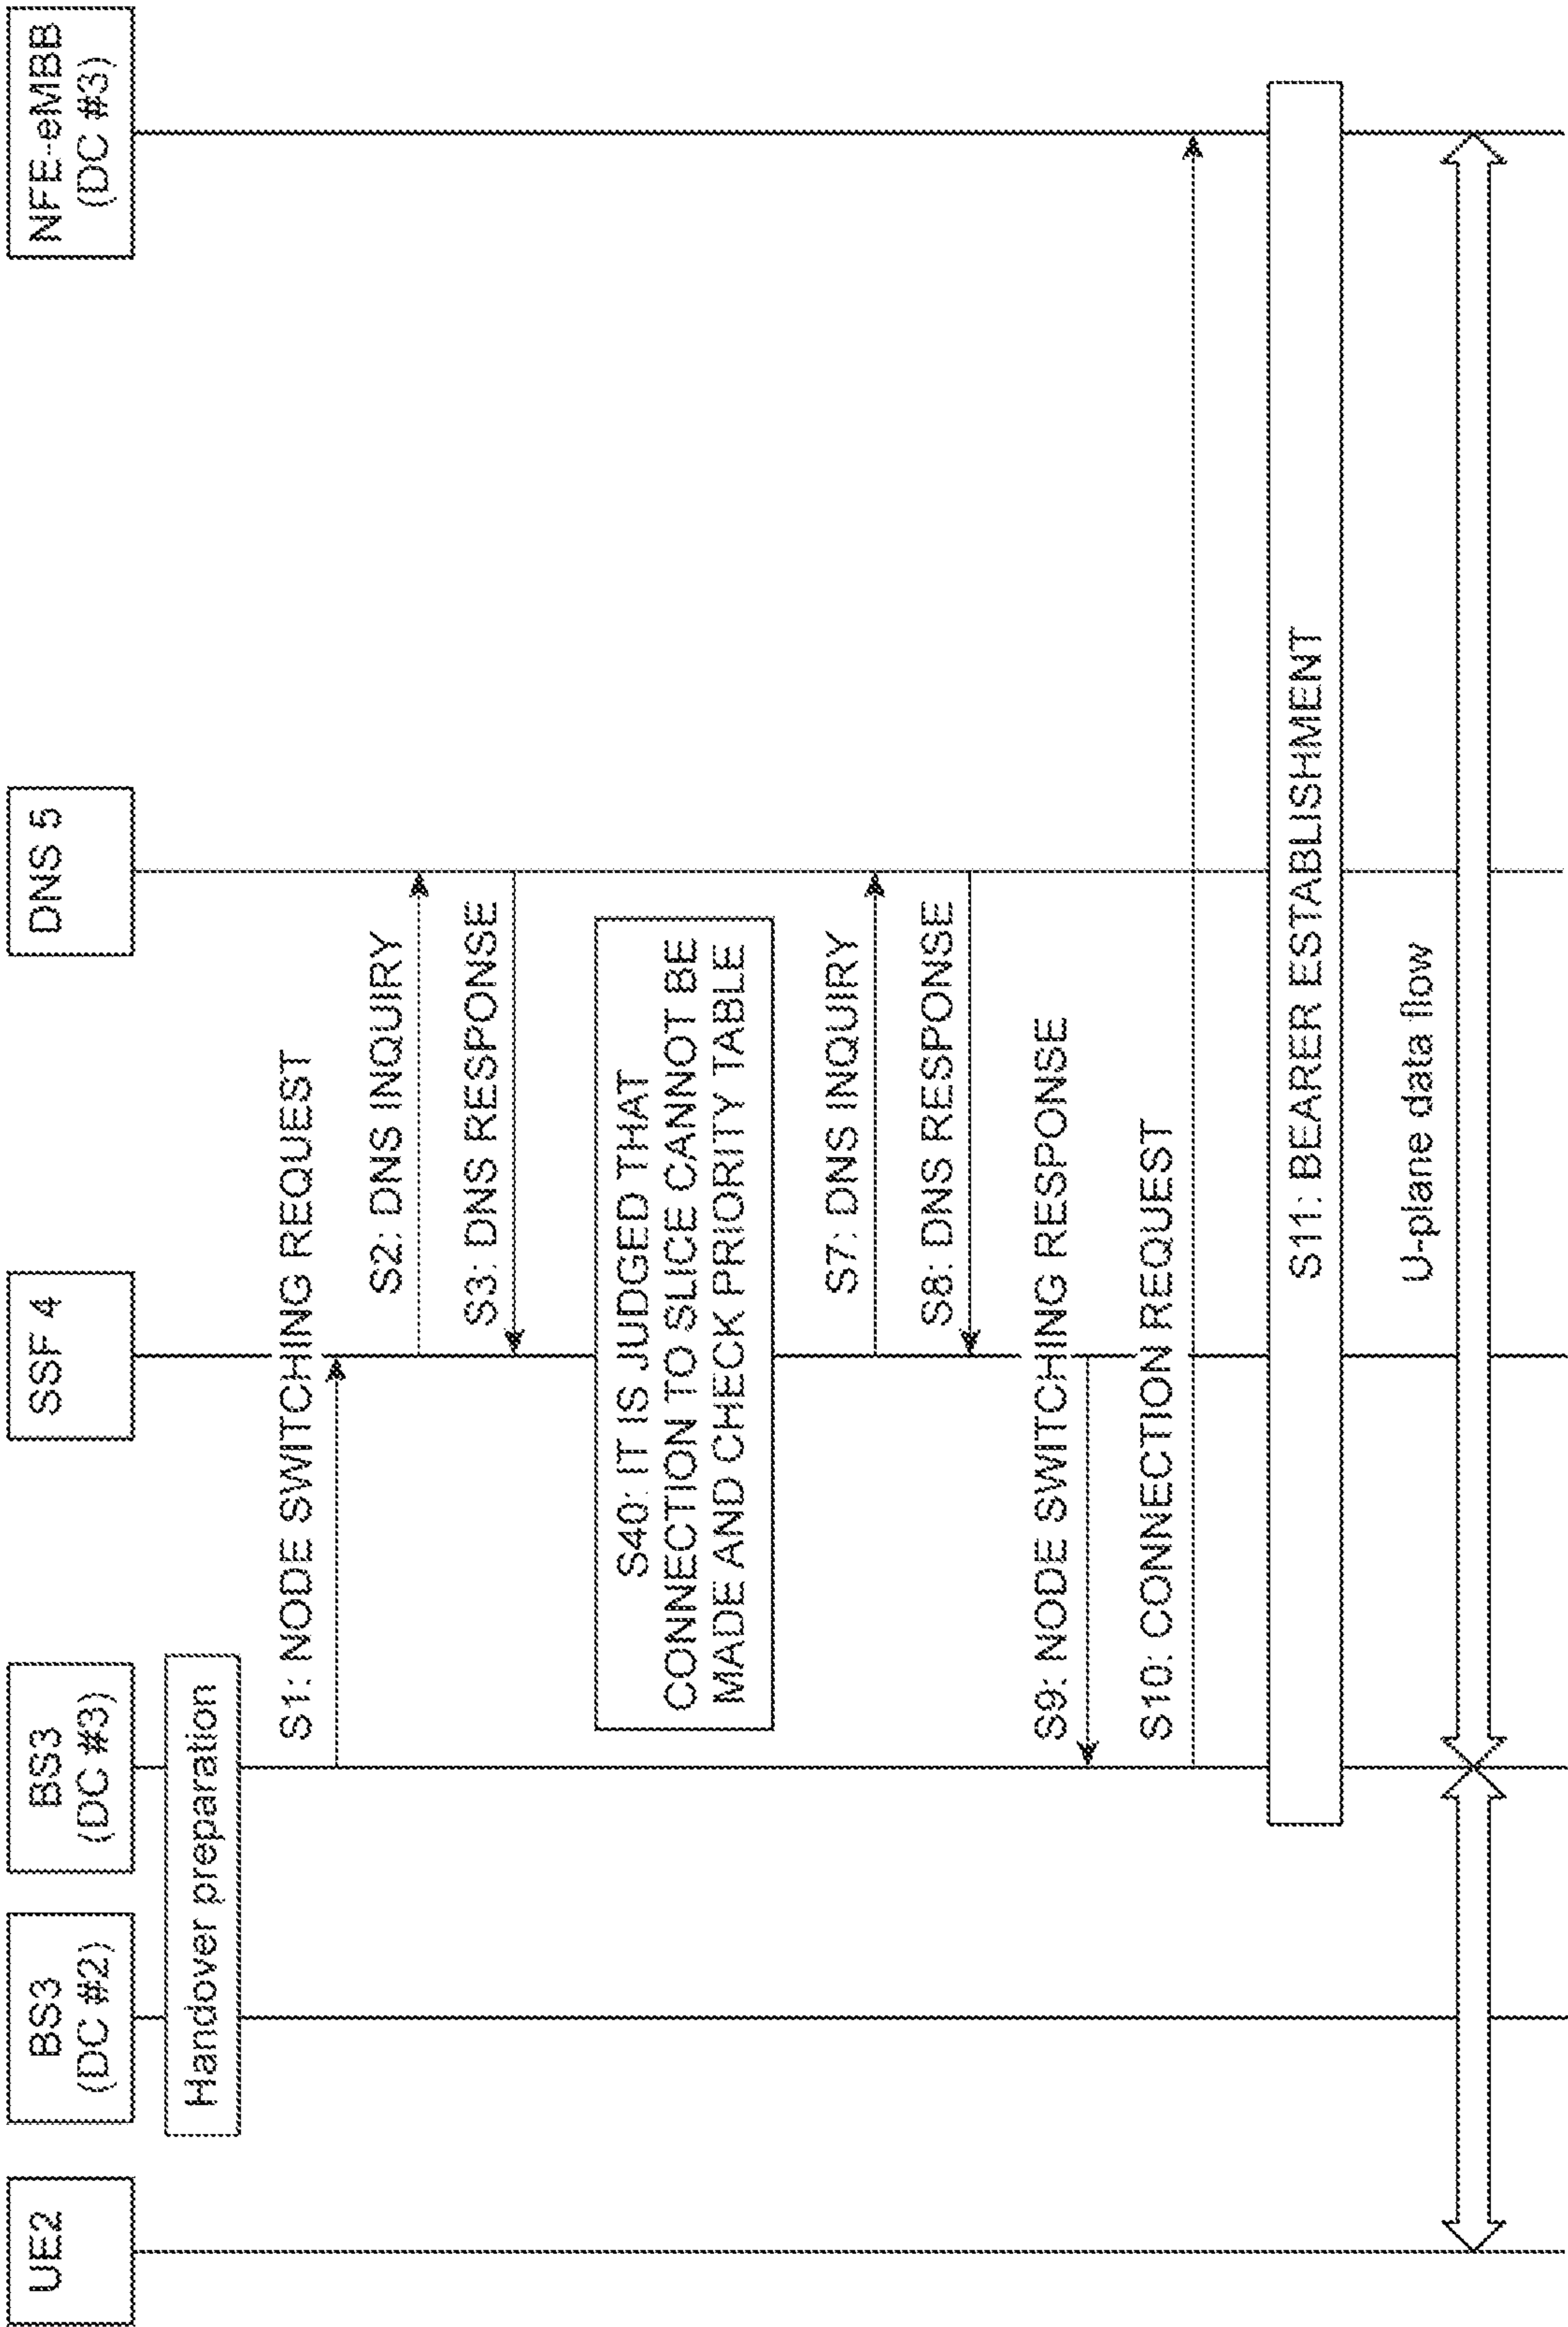 UE2
BS3
(DC #2)
BS3
(DC #3)
SSF 4
DNS 5
NFE-eMBB
(DC #3)
Handover preparation
S1: NODE SWITCHING REQUEST
S2: DNS INQUIRY
S3: DNS RESPONSE
S40: IT IS JUDGED THAT
CONNECTION TO SLICE CANNOT BE
MADE AND CHECK PRIORITY TABLE
S7: DNS INQUIRY
S8: DNS RESPONSE
S9: NODE SWITCHING RESPONSE
S10: CONNECTION REQUEST
S11: BEARER ESTABLISHMENT
U-plane data flow